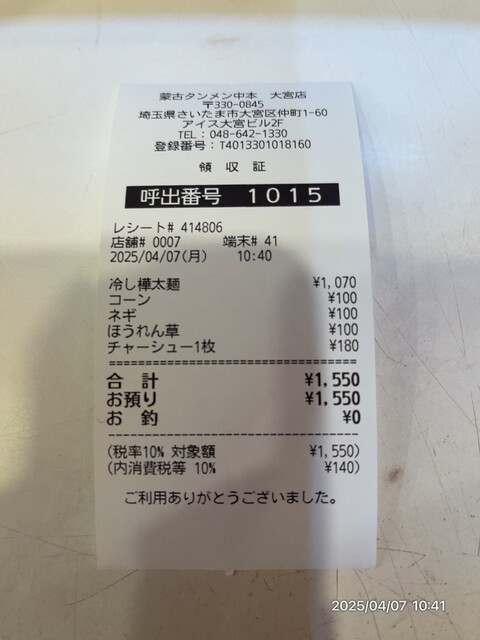 蒙古タンメン中本　大宮店
〒330-0845
埼玉県さいたま市大宮区仲町1-60
アイス大宮ビル2F
TEL：048-642-1330
登録番号：T4013301018160
領　収　証
呼出番号　１０１５
レシート# 414806
店舗# 0007　端末# 41
2025/04/07(月)　10:40
冷し樺太麺　¥1,070
コーン　¥100
ネギ　¥100
ほうれん草　¥100
チャーシュー1枚　¥180
合　計　¥1,550
お預り　¥1,550
お　釣　¥0
(税率10% 対象額　¥1,550)
(内消費税等 10%　¥140)
ご利用ありがとうございました。
2025/04/07 10:41